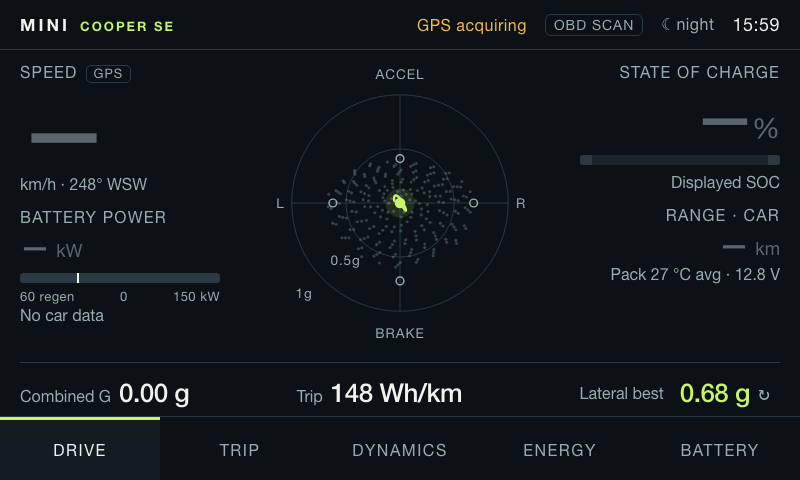 MINI COOPER SE
GPS acquiring
OBD SCAN
☾ night
15:59
SPEED GPS
—
km/h · 248° WSW
BATTERY POWER
— kW
60 regen 0 150 kW
No car data
ACCEL
L
R
0.5g
1g
BRAKE
STATE OF CHARGE
— %
Displayed SOC
RANGE · CAR
— km
Pack 27 °C avg · 12.8 V
Combined G 0.00 g
Trip 148 Wh/km
Lateral best 0.68 g ↻
DRIVE
TRIP
DYNAMICS
ENERGY
BATTERY